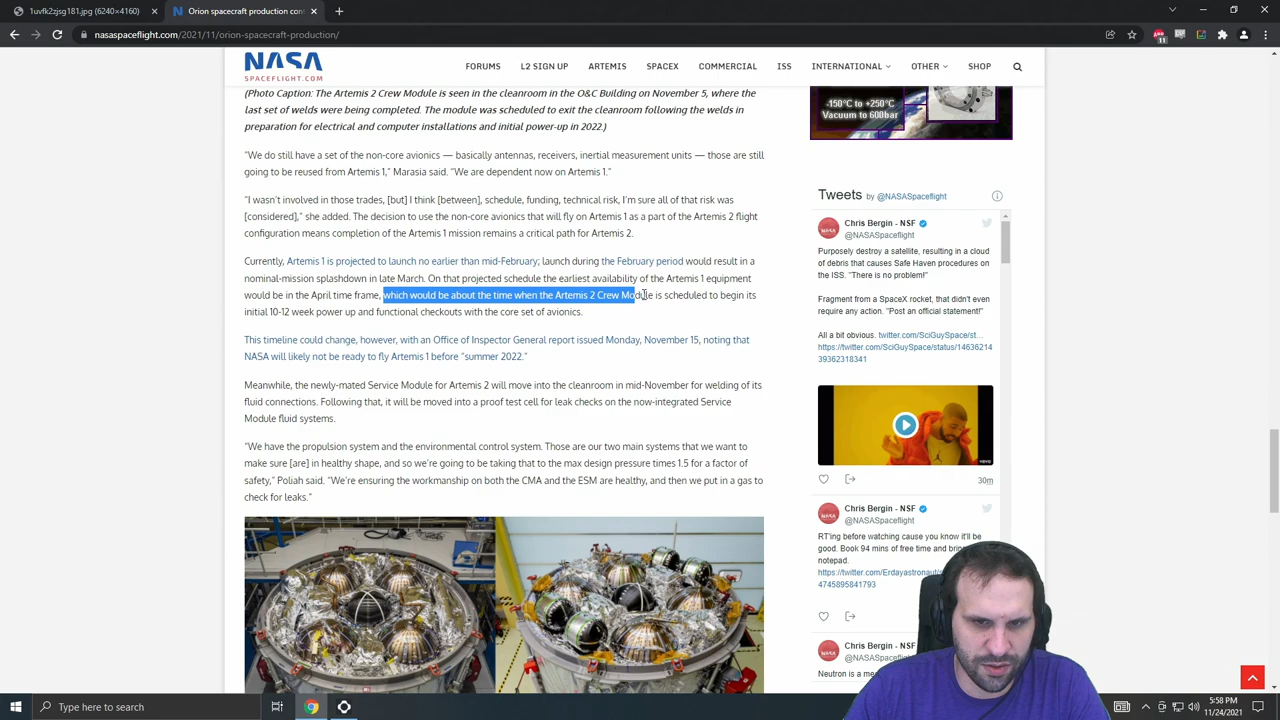 1uvfk2zjsg181.jpg (1030×686)
Orion spacecraft production
nasaspaceflight.com/2021/11/orion-spacecraft-production/
11
NASA
SPACEFLIGHT.COM
FORUMS
L2 SIGN UP
ARTEMIS
SPACEX
COMMERCIAL
ISS
INTERNATIONAL
OTHER
SHOP
(Photo Caption: The Artemis 2 Crew Module is seen in the cleanroom in the O&C Building on November 5, where the
last set of welds were being completed. The module was scheduled to exit the cleanroom following the welds in
preparation for electrical and computer installations and initial power-up in 2022.)
“We do still have a set of the non-core avionics — basically antennas, receivers, inertial measurement units — those are still
going to be reused from Artemis 1,” Marasia said. “We are dependent now on Artemis 1.”
“I wasn’t involved in those trades, [but] I think [between], schedule, funding, technical risk, I’m sure all of that risk was
[considered],” she added. The decision to use the non-core avionics that will fly on Artemis 1 as a part of the Artemis 2 flight
configuration means completion of the Artemis 1 mission remains a critical path for Artemis 2.
Currently, Artemis 1 is projected to launch no earlier than mid-February; launch during the February period would result in a
nominal-mission splashdown in late March. On that projected schedule the earliest availability of the Artemis 1 equipment
would be in the April time frame, which would be about the time when the Artemis 2 Crew Module is scheduled to begin its
initial 10-12 week power up and functional checkouts with the core set of avionics.
This timeline could change, however, with an Office of Inspector General report issued Monday, November 15, noting that
NASA will likely not be ready to fly Artemis 1 before “summer 2022.”
Meanwhile, the newly-mated Service Module for Artemis 2 will move into the cleanroom in mid-November for welding of its
fluid connections. Following that, it will be moved into a proof test cell for leak checks on the now-integrated Service
Module fluid systems.
“We have the propulsion system and the environmental control system. Those are our two main systems that we want to
make sure [are] in healthy shape, and so we’re going to be taking that to the max design pressure times 1.5 for a factor of
safety,” Poliah said. “We’re ensuring the workmanship on both the CMA and the ESM are healthy, and then we put in a gas to
check for leaks.”
-150°C to +250°C
Vacuum to 600bar
Tweets by @NASASpaceflight
Chris Bergin - NSF
@NASASpaceflight
Purposely destroy a satellite, resulting in a cloud
of debris that causes Safe Haven procedures on
the ISS. "There is no problem!"
Fragment from a SpaceX rocket, that didn't even
require any action. "Post an official statement!"
All a bit obvious. twitter.com/SciGuySpace/st…
https://twitter.com/SciGuySpace/status/14636214
39362318341
vevo
30m
Chris Bergin - NSF
@NASASpaceflight
RT'ing before watching cause you know it'll be
good. Book 94 mins of free time and bring
notepad.
https://twitter.com/Erdayastronaut/
4745895841793
Chris Bergin - NSF
@NASASpaceflight
Neutron is a
Type here to search
5:58 PM
11/24/2021